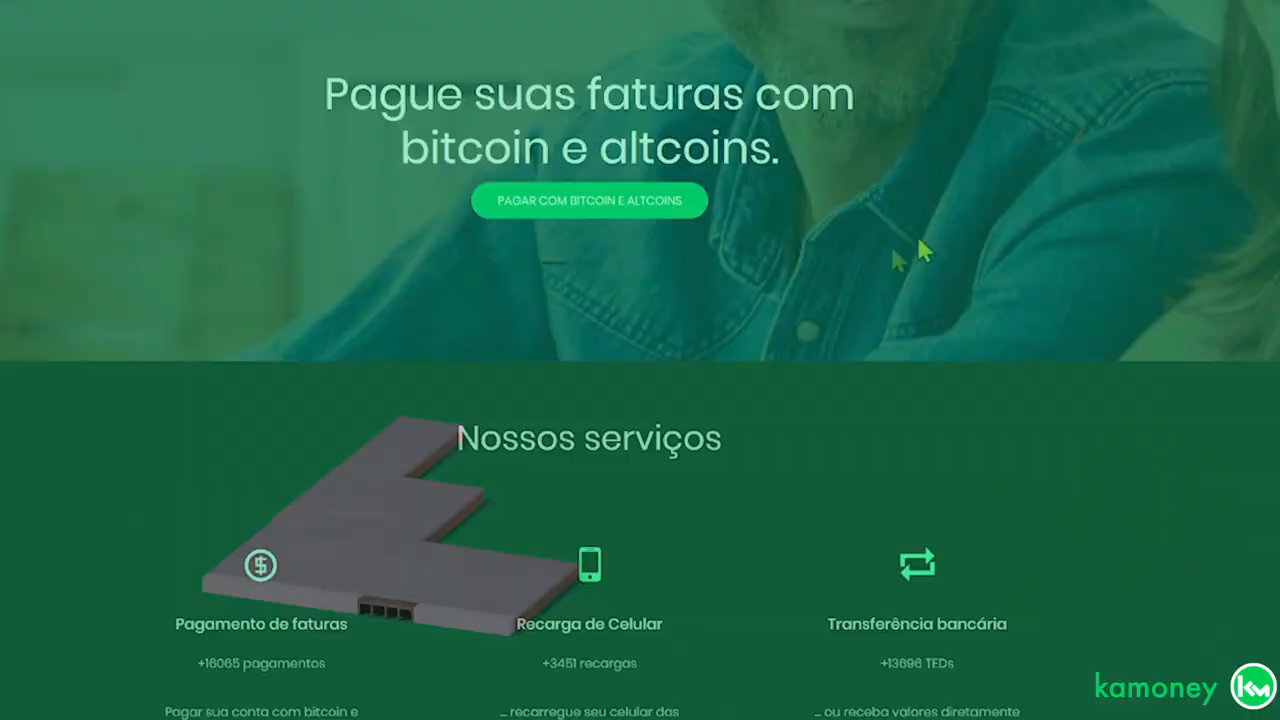 Pague suas faturas com
bitcoin e altcoins.
PAGAR COM BITCOIN E ALTCOINS
Nossos serviços
Pagamento de faturas
Recarga de Celular
Transferência bancária
+16065 pagamentos
+3451 recargas
+13696 TEDs
kamoney
Pagar sua conta com bitcoin e
... recarregue seu celular das
... ou receba valores diretamente